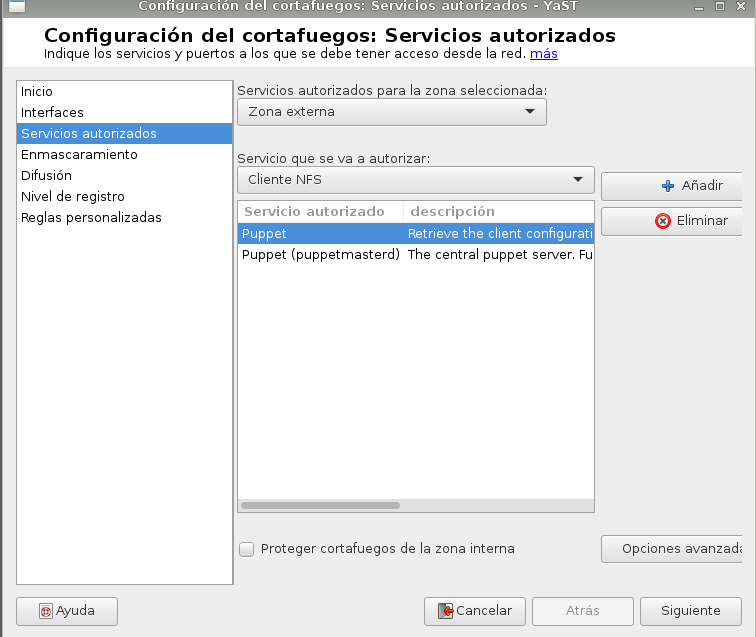 Configuración del cortafuegos: Servicios autorizados - YaST
Configuración del cortafuegos: Servicios autorizados
Indique los servicios y puertos a los que se debe tener acceso desde la red. más
Inicio
Interfaces
Servicios autorizados
Enmascaramiento
Difusión
Nivel de registro
Reglas personalizadas
Servicios autorizados para la zona seleccionada:
Zona externa
Servicio que se va a autorizar:
Cliente NFS
Añadir
Eliminar
Servicio autorizado descripción
Puppet Retrieve the client configurati
Puppet (puppetmasterd) The central puppet server. Fu
Proteger cortafuegos de la zona interna
Opciones avanzada
Ayuda
Cancelar
Atrás
Siguiente